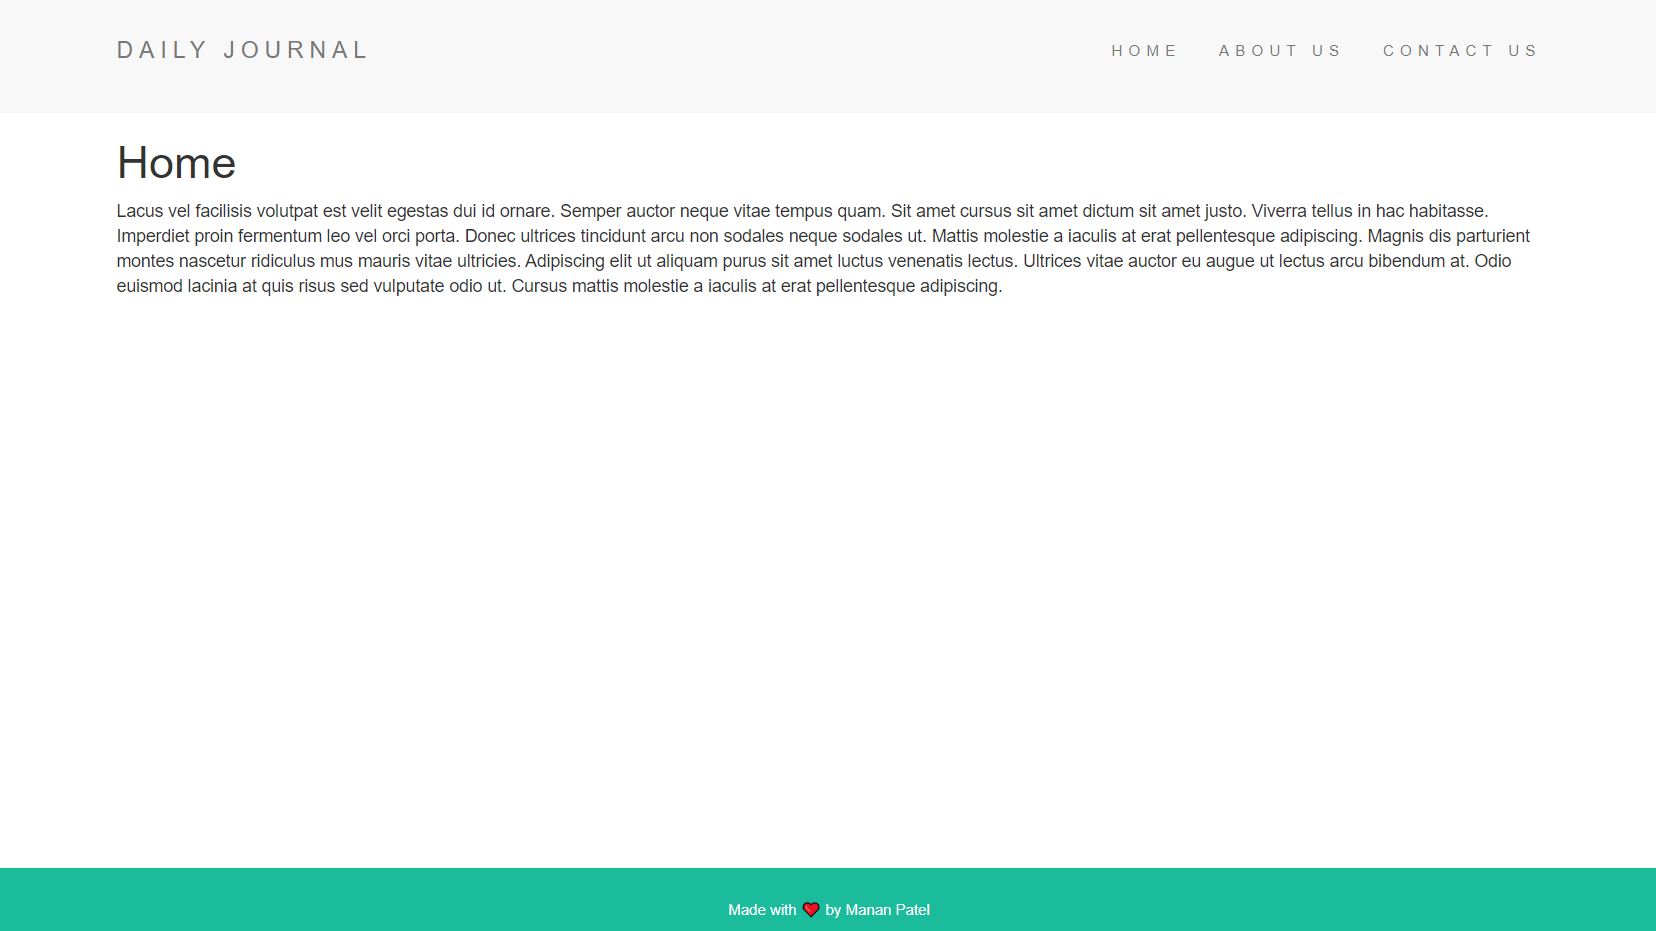 DAILY JOURNAL
HOME ABOUT US CONTACT US
Home
Lacus vel facilisis volutpat est velit egestas dui id ornare. Semper auctor neque vitae tempus quam. Sit amet cursus sit amet dictum sit amet justo. Viverra tellus in hac habitasse.
Imperdiet proin fermentum leo vel orci porta. Donec ultrices tincidunt arcu non sodales neque sodales ut. Mattis molestie a iaculis at erat pellentesque adipiscing. Magnis dis parturient
montes nascetur ridiculus mus mauris vitae ultricies. Adipiscing elit ut aliquam purus sit amet luctus venenatis lectus. Ultrices vitae auctor eu augue ut lectus arcu bibendum at. Odio
euismod lacinia at quis risus sed vulputate odio ut. Cursus mattis molestie a iaculis at erat pellentesque adipiscing.
Made with ❤ by Manan Patel